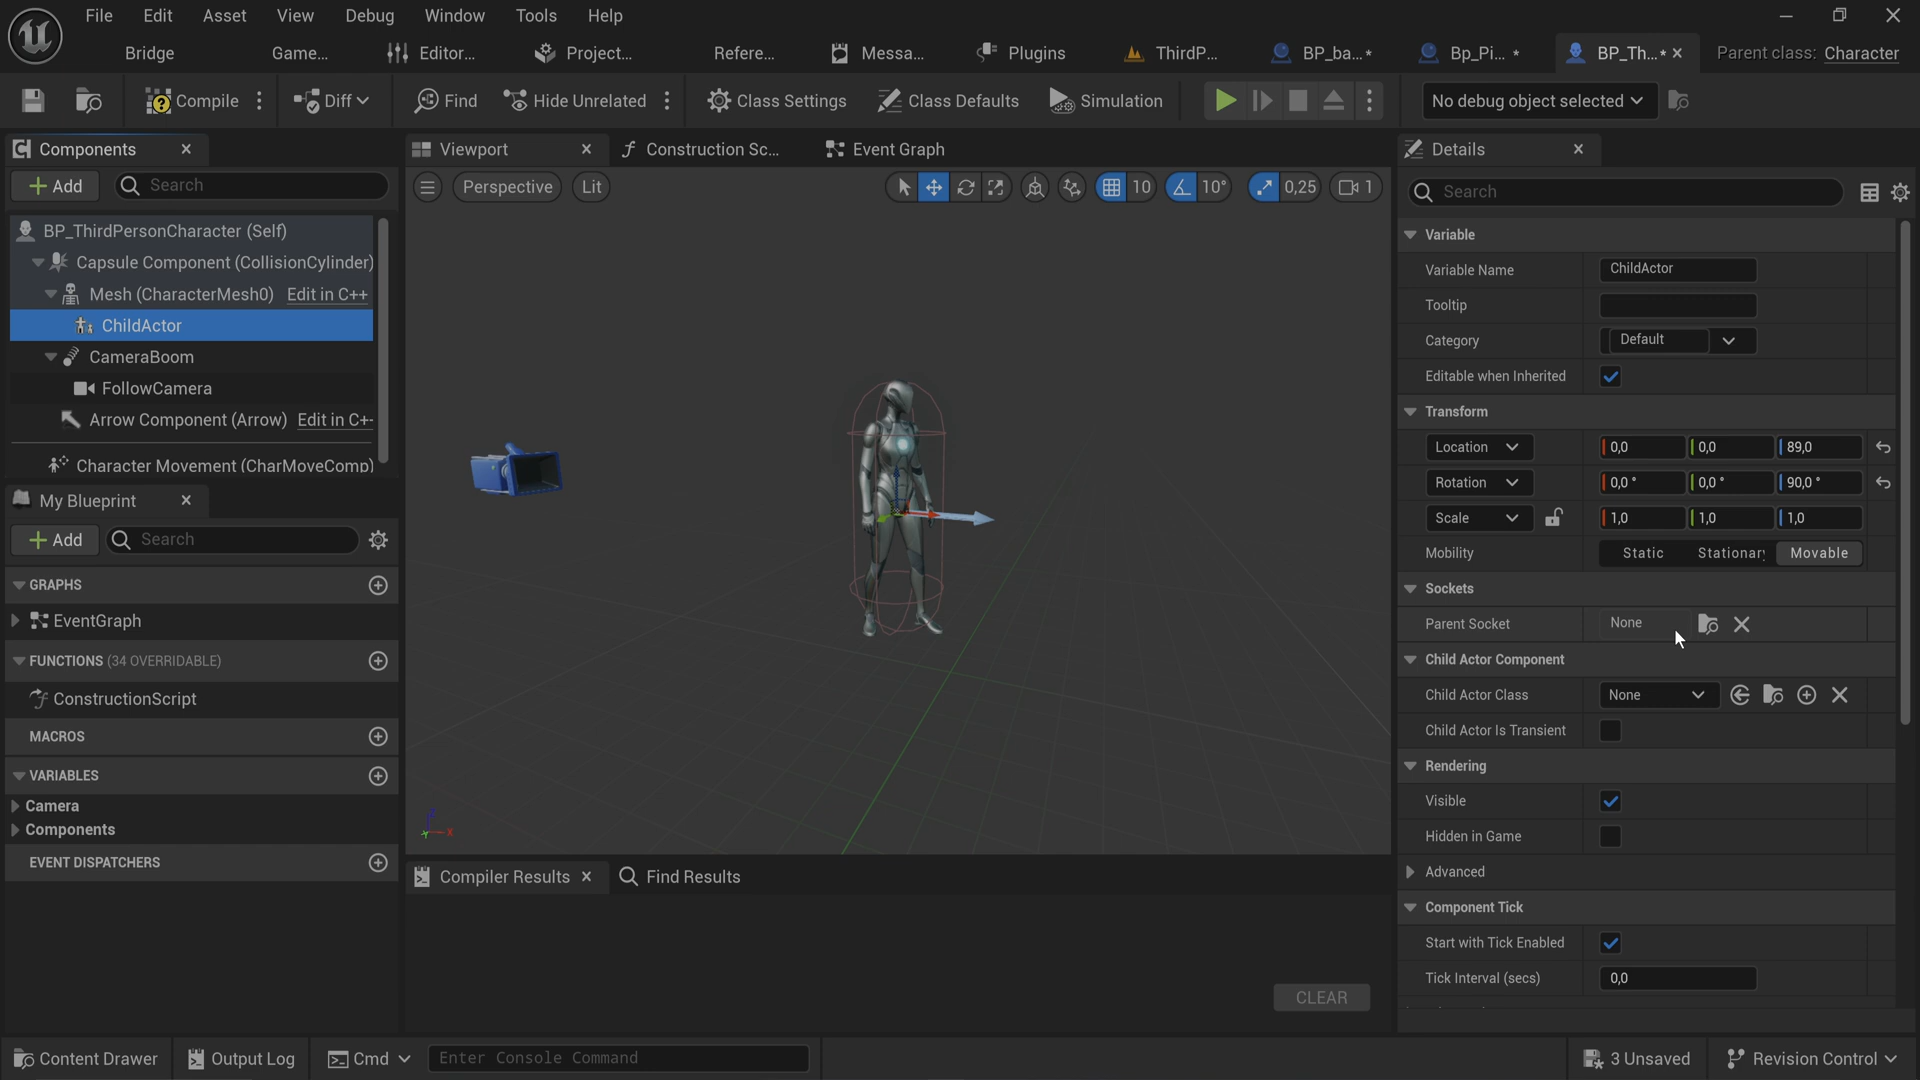 File Edit Asset View Debug Window Tools Help
Bridge Game... Editor... Project... Refere... Messa... Plugins ThirdP... BP_ba...* Bp_Pi... * BP_Th...* Parent class: Character
Compile Diff Find Hide Unrelated Class Settings Class Defaults Simulation No debug object selected
Components
Add Search
BP_ThirdPersonCharacter (Self)
Capsule Component (CollisionCylinder)
Mesh (CharacterMesh0) Edit in C++
ChildActor
CameraBoom
FollowCamera
Arrow Component (Arrow) Edit in C+
Character Movement (CharMoveComp)
My Blueprint
Add Search
GRAPHS
EventGraph
FUNCTIONS (34 OVERRIDABLE)
ConstructionScript
MACROS
VARIABLES
Camera
Components
EVENT DISPATCHERS
Viewport Construction Sc... Event Graph
Perspective Lit 10 10° 0,25 1
X
Compiler Results Find Results
CLEAR
Details
Search
Variable
Variable Name ChildActor
Tooltip
Category Default
Editable when Inherited
Transform
Location 0,0 0,0 89,0
Rotation 0,0 ° 0,0 ° 90,0 °
Scale 1,0 1,0 1,0
Mobility Static Stationary Movable
Sockets
Parent Socket None
Child Actor Component
Child Actor Class None
Child Actor Is Transient
Rendering
Visible
Hidden in Game
Advanced
Component Tick
Start with Tick Enabled
Tick Interval (secs) 0,0
Content Drawer Output Log Cmd Enter Console Command 3 Unsaved Revision Control